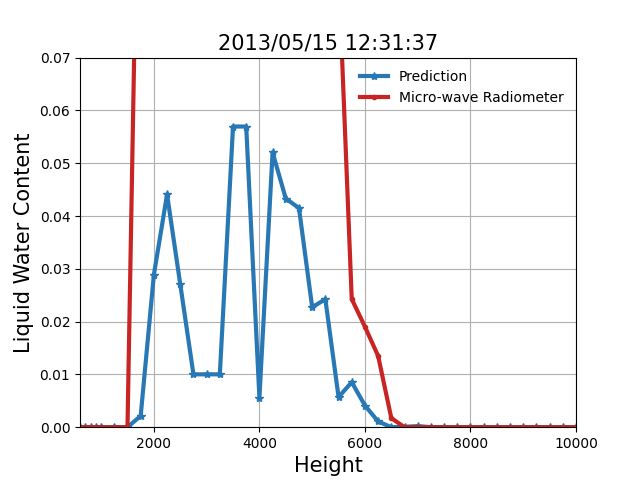 2013/05/15 12:31:37
Prediction
Micro-wave Radiometer
Liquid Water Content
0.07
0.06
0.05
0.04
0.03
0.02
0.01
0.00
2000 4000 6000 8000 10000
Height